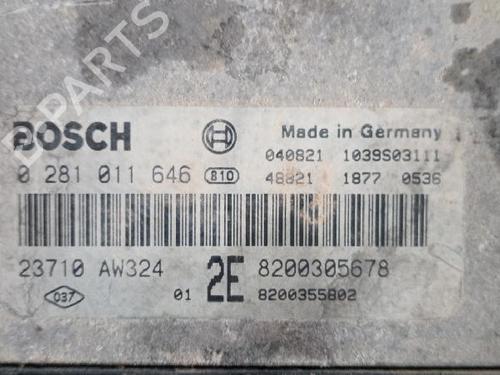 BOSCH
Made in Germany
040821 1039S03111
0 281 011 646 810
48821 1877 0536
23710 AW324 2E 8200305678
037 01 8200355802
B-PARTS